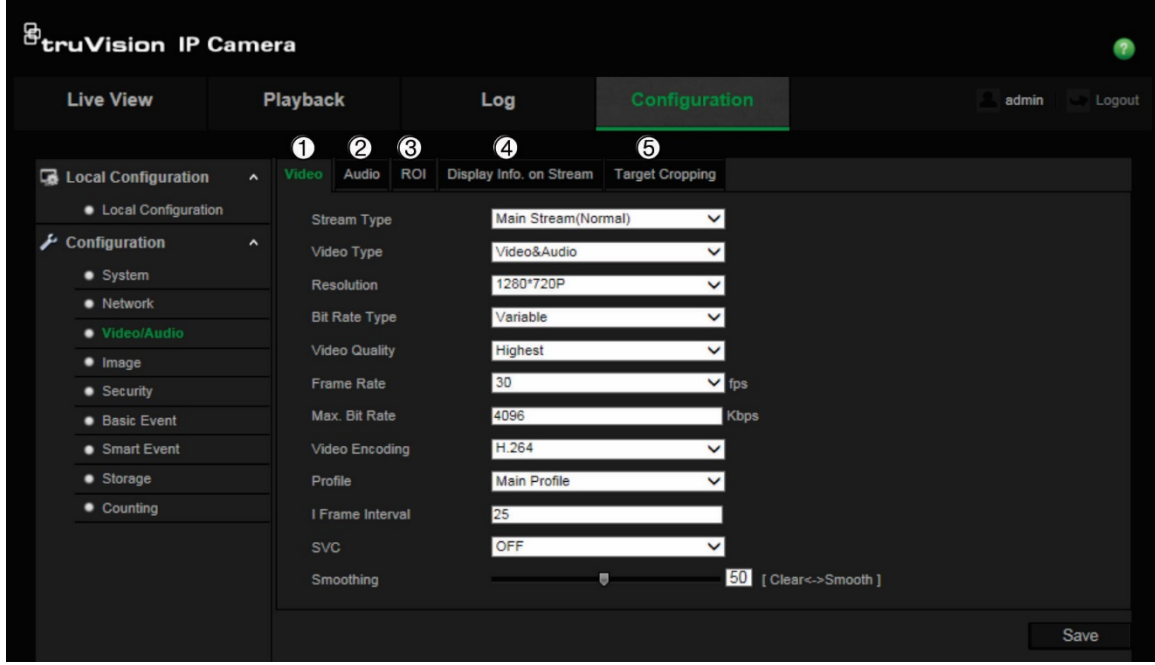 truVision IP Camera
?
Live View Playback Log Configuration admin Logout
① ② ③ ④ ⑤
Video Audio ROI Display Info. on Stream Target Cropping
Local Configuration
Local Configuration
Configuration
System
Network
Video/Audio
Image
Security
Basic Event
Smart Event
Storage
Counting
Stream Type Main Stream(Normal)
Video Type Video&Audio
Resolution 1280*720P
Bit Rate Type Variable
Video Quality Highest
Frame Rate 30 fps
Max. Bit Rate 4096 Kbps
Video Encoding H.264
Profile Main Profile
I Frame Interval 25
SVC OFF
Smoothing 50 [ Clear<->Smooth ]
Save